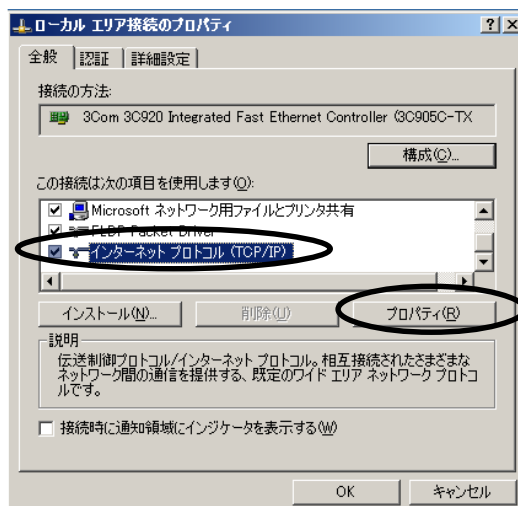 ローカル エリア接続のプロパティ
全般 認証 詳細設定
接続の方法:
3Com 3C920 Integrated Fast Ethernet Controller (3C905C-TX
構成(C)...
この接続は次の項目を使用します(O):
Microsoft ネットワーク用ファイルとプリンタ共有
Packet Driver
インターネット プロトコル (TCP/IP)
インストール(N)... 削除(U) プロパティ(R)
説明
伝送制御プロトコル/インターネット プロトコル。相互接続されたさまざまな
ネットワーク間の通信を提供する、既定のワイド エリア ネットワーク プロトコ
ルです。
接続時に通知領域にインジケータを表示する(W)
OK キャンセル